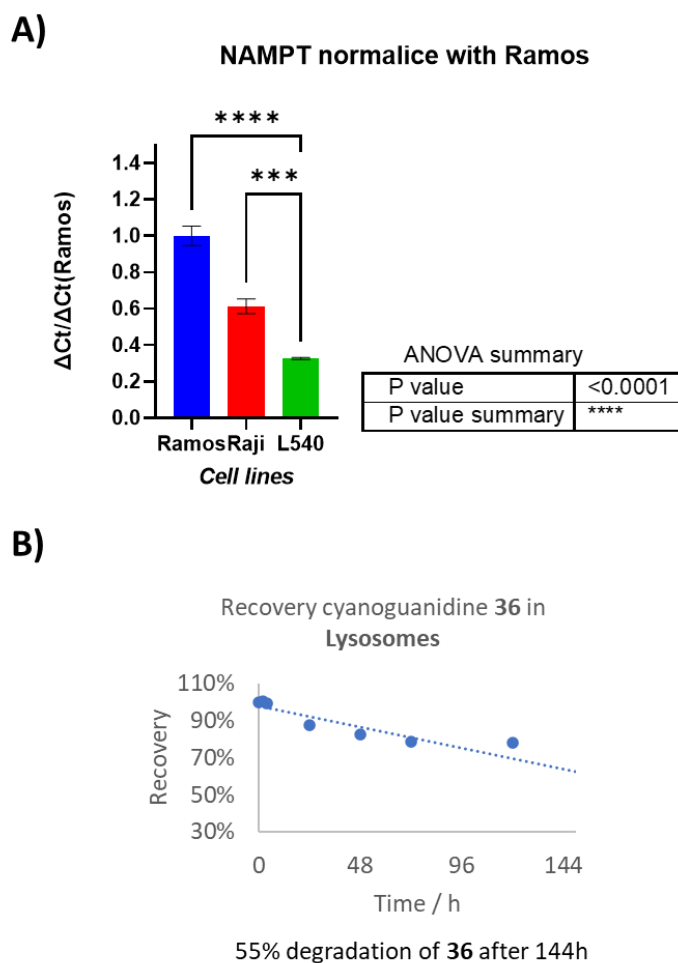 A)
NAMPT normalice with Ramos
****
***
ΔCt/ΔCt(Ramos)
1.4
1.2
1.0
0.8
0.6
0.4
0.2
0.0
Ramos Raji L540
Cell lines
ANOVA summary
P value <0.0001
P value summary ****
B)
Recovery cyanoguanidine 36 in
Lysosomes
Recovery
110%
90%
70%
50%
30%
0 48 96 144
Time / h
55% degradation of 36 after 144h